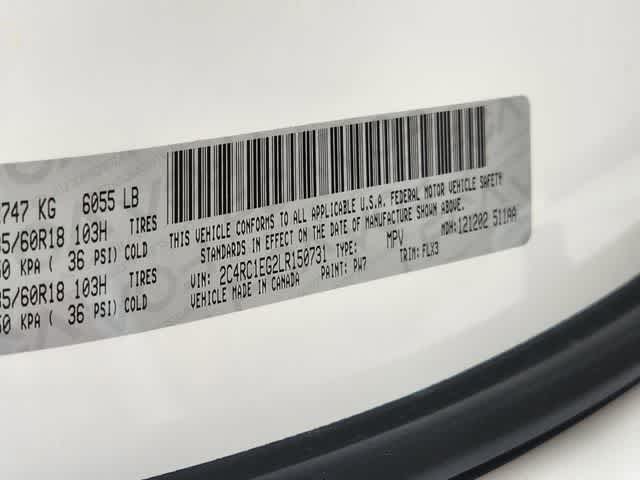 747 KG 6055 LB
5/60R18 103H TIRES
0 KPA ( 36 PSI) COLD
5/60R18 103H TIRES
0 KPA ( 36 PSI) COLD
THIS VEHICLE CONFORMS TO ALL APPLICABLE U.S.A. FEDERAL MOTOR VEHICLE SAFETY
STANDARDS IN EFFECT ON THE DATE OF MANUFACTURE SHOWN ABOVE.
VIN: 2C4RC1EG2LR150731 TYPE: MPV MDH: 121202 511AA
VEHICLE MADE IN CANADA PAINT: PW7 TRIM: FLX3